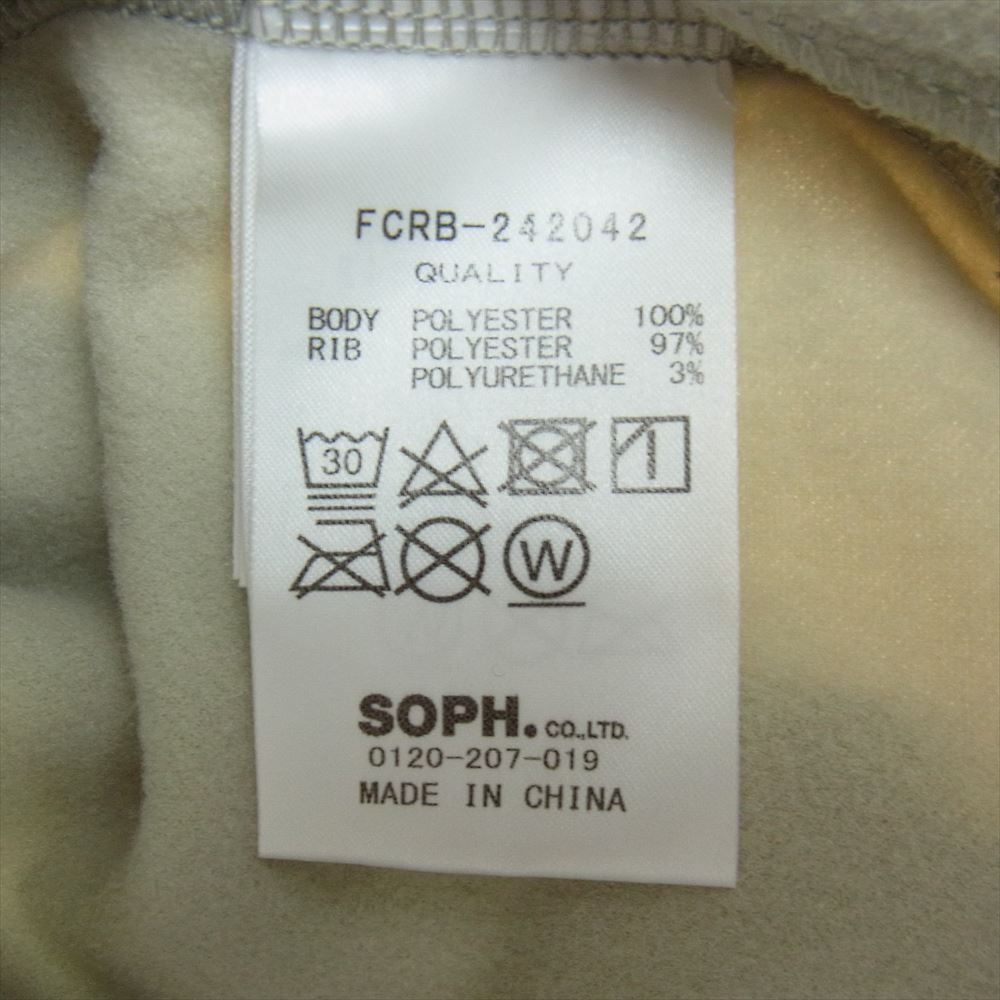 FCRB-242042
QUALITY
BODY POLYESTER 100%
RIB POLYESTER 97%
POLYURETHANE 3%
30
W
SOPH. CO.,LTD.
0120-207-019
MADE IN CHINA